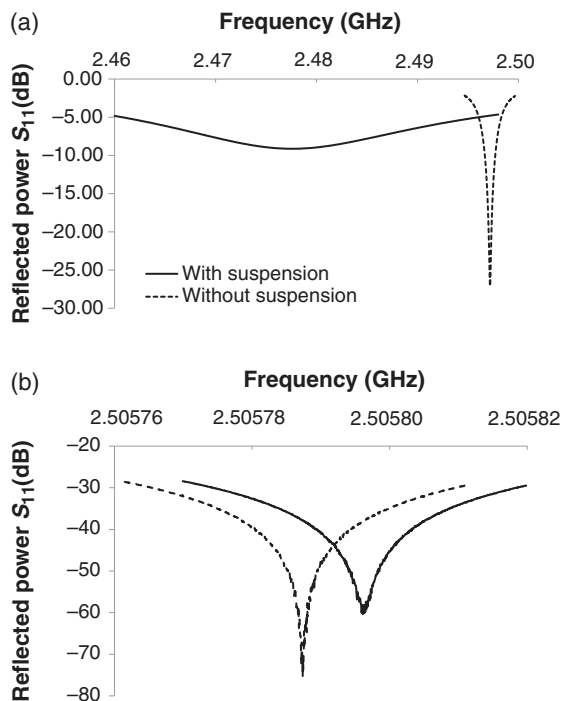 (a)
Frequency (GHz)
2.46 2.47 2.48 2.49 2.50
Reflected power S11(dB)
0.00
−5.00
−10.00
−15.00
−20.00
−25.00
−30.00
With suspension
Without suspension
(b)
Frequency (GHz)
2.50576 2.50578 2.50580 2.50582
Reflected power S11(dB)
−20
−30
−40
−50
−60
−70
−80